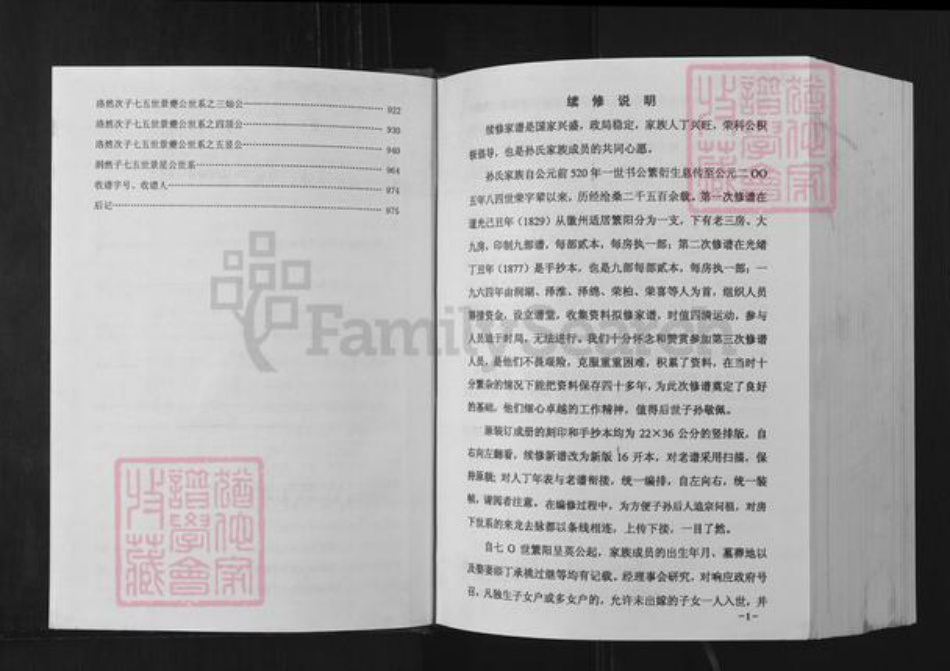 洛然次子七五世景夔公世系之三灿公 922
洛然次子七五世景夔公世系之四颉公 930
洛然次子七五世景夔公世系之五显公 940
洞然子七五世景星公世系 964
收谱字号、收谱人 974
后记 975
续修说明
续修家谱是国家兴盛，政局稳定，家族人丁兴旺，荣科公积
极倡导，也是孙氏家族成员的共同心愿。
孙氏家族自公元前520年一世书公繁衍生息传至公元二OO
五年八四世荣字辈以来，历经沧桑二千五百余载。第一次修谱在
道光己丑年（1829）从徽州适居繁阳分为一支，下有老三房、大
九房，印制九部谱，每部贰本，每房执一部；第二次修谱在光绪
丁丑年（1877）是手抄本，也是九部每部贰本，每房执一部；一
九六四年由润湖、泽淮、泽绵、荣柏、荣喜等人为首，组织人员
筹措资金，设立谱堂，收集资料拟修家谱，时值四清运动，参与
人员迫于时局，无法进行。我们十分怀念和赞赏参加第三次修谱
人员，是他们不畏艰险，克服重重困难，积累了资料，在当时十
分繁杂的情况下能把资料保存四十多年，为此次修谱奠定了良好
的基础，他们细心卓越的工作精神，值得后世子孙敬佩。
原装订成册的刻印和手抄本均为22×36公分的竖排版，自
右向左翻看，续修新谱改为新版16开本，对老谱采用扫描，保
持原貌；对人丁年表与老谱衔接，统一编排，自左向右，统一装
帧，请阅者注意。在编修过程中，为方便子孙后人追宗问祖，对房
下世系的来龙去脉都以条线相连，上传下接，一目了然。
自七O世繁阳呈英公起，家族成员的出生年月、墓葬地以
及娶妻添丁承祧过继等均有记载。经理事会研究，对响应政府号
召，凡独生子女户或多女户的，允许未出嫁的子女一人入世，并
-1-
FamilySearch